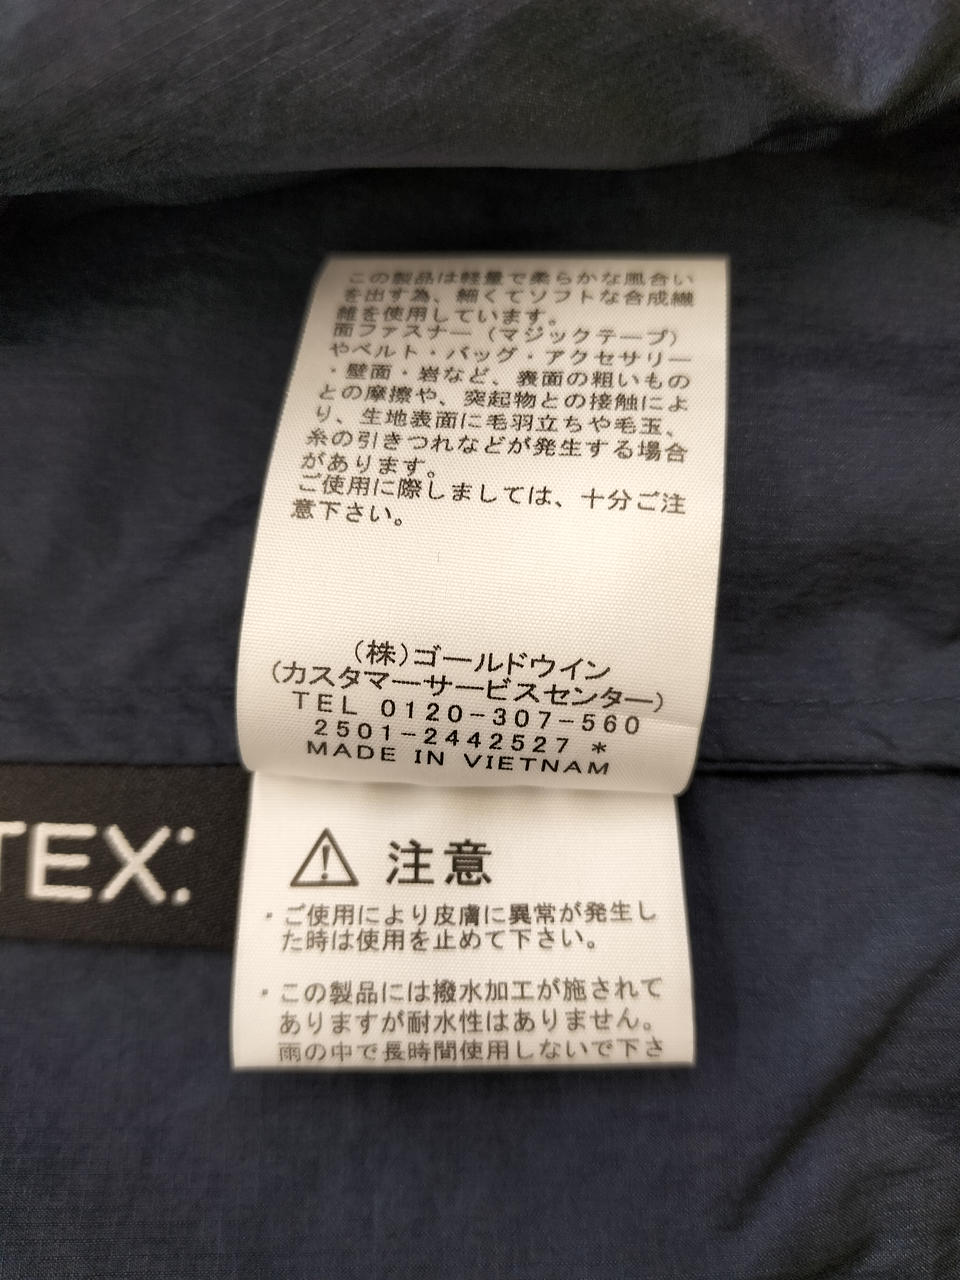 この製品は軽量で柔らかな風合い
を出す為、細くてソフトな合成繊
維を使用しています。
面ファスナー（マジックテープ）
やベルト・バッグ・アクセサリー
・壁面・岩など、表面の粗いもの
との摩擦や、突起物との接触によ
り、生地表面に毛羽立ちや毛玉、
糸の引きつれなどが発生する場合
があります。
ご使用に際しましては、十分ご注
意下さい。
（株）ゴールドウイン
（カスタマーサービスセンター）
TEL 0120-307-560
2501-2442527 *
MADE IN VIETNAM
TEX
注意
・ご使用により皮膚に異常が発生し
た時は使用を止めて下さい。
・この製品には撥水加工が施されて
ありますが耐水性はありません。
雨の中で長時間使用しないで下さ